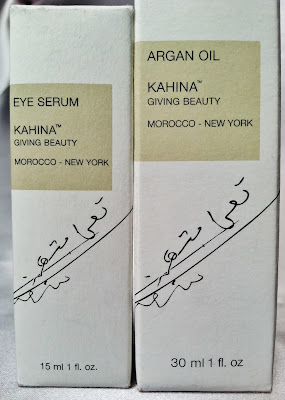 EYE SERUM
KAHINA™
GIVING BEAUTY
MOROCCO - NEW YORK
15 ml 1 fl. oz.
ARGAN OIL
KAHINA™
GIVING BEAUTY
MOROCCO - NEW YORK
30 ml 1 fl. oz.